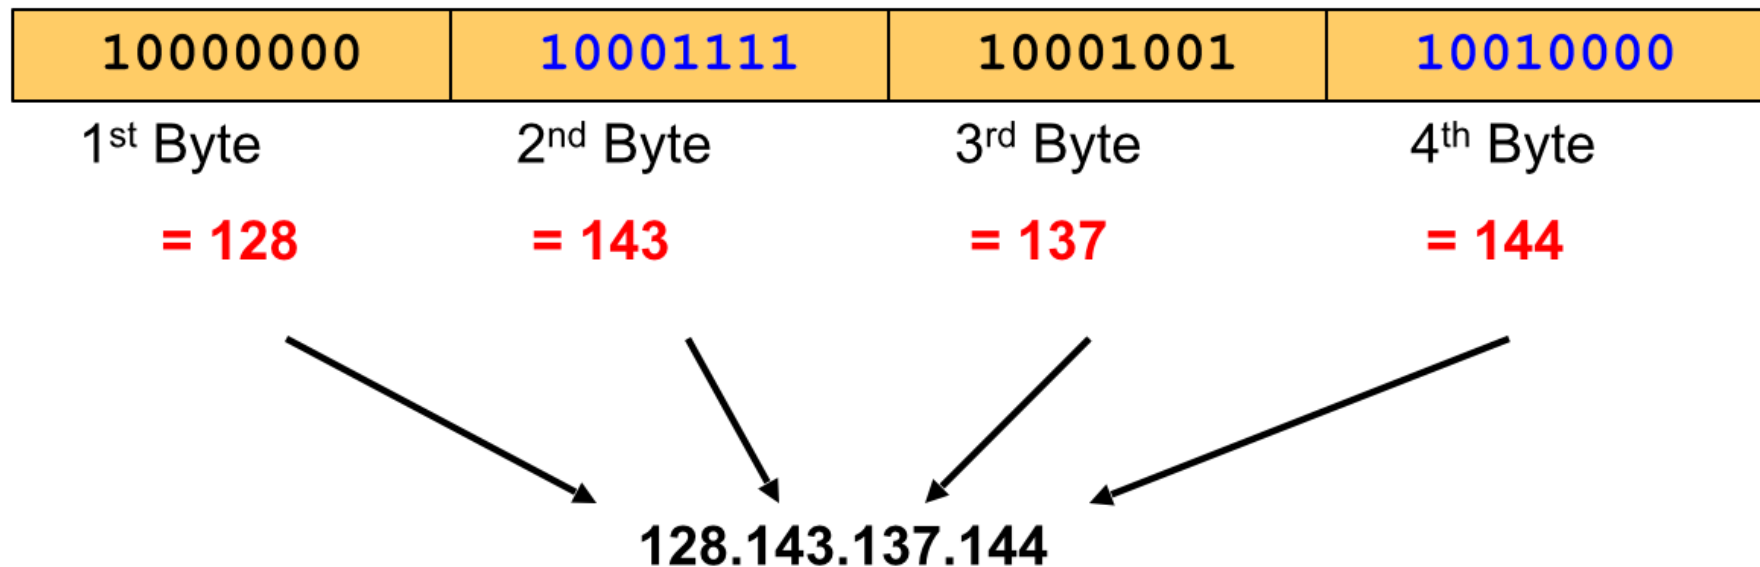 10000000 10001111 10001001 10010000
1st Byte 2nd Byte 3rd Byte 4th Byte
= 128 = 143 = 137 = 144
128.143.137.144